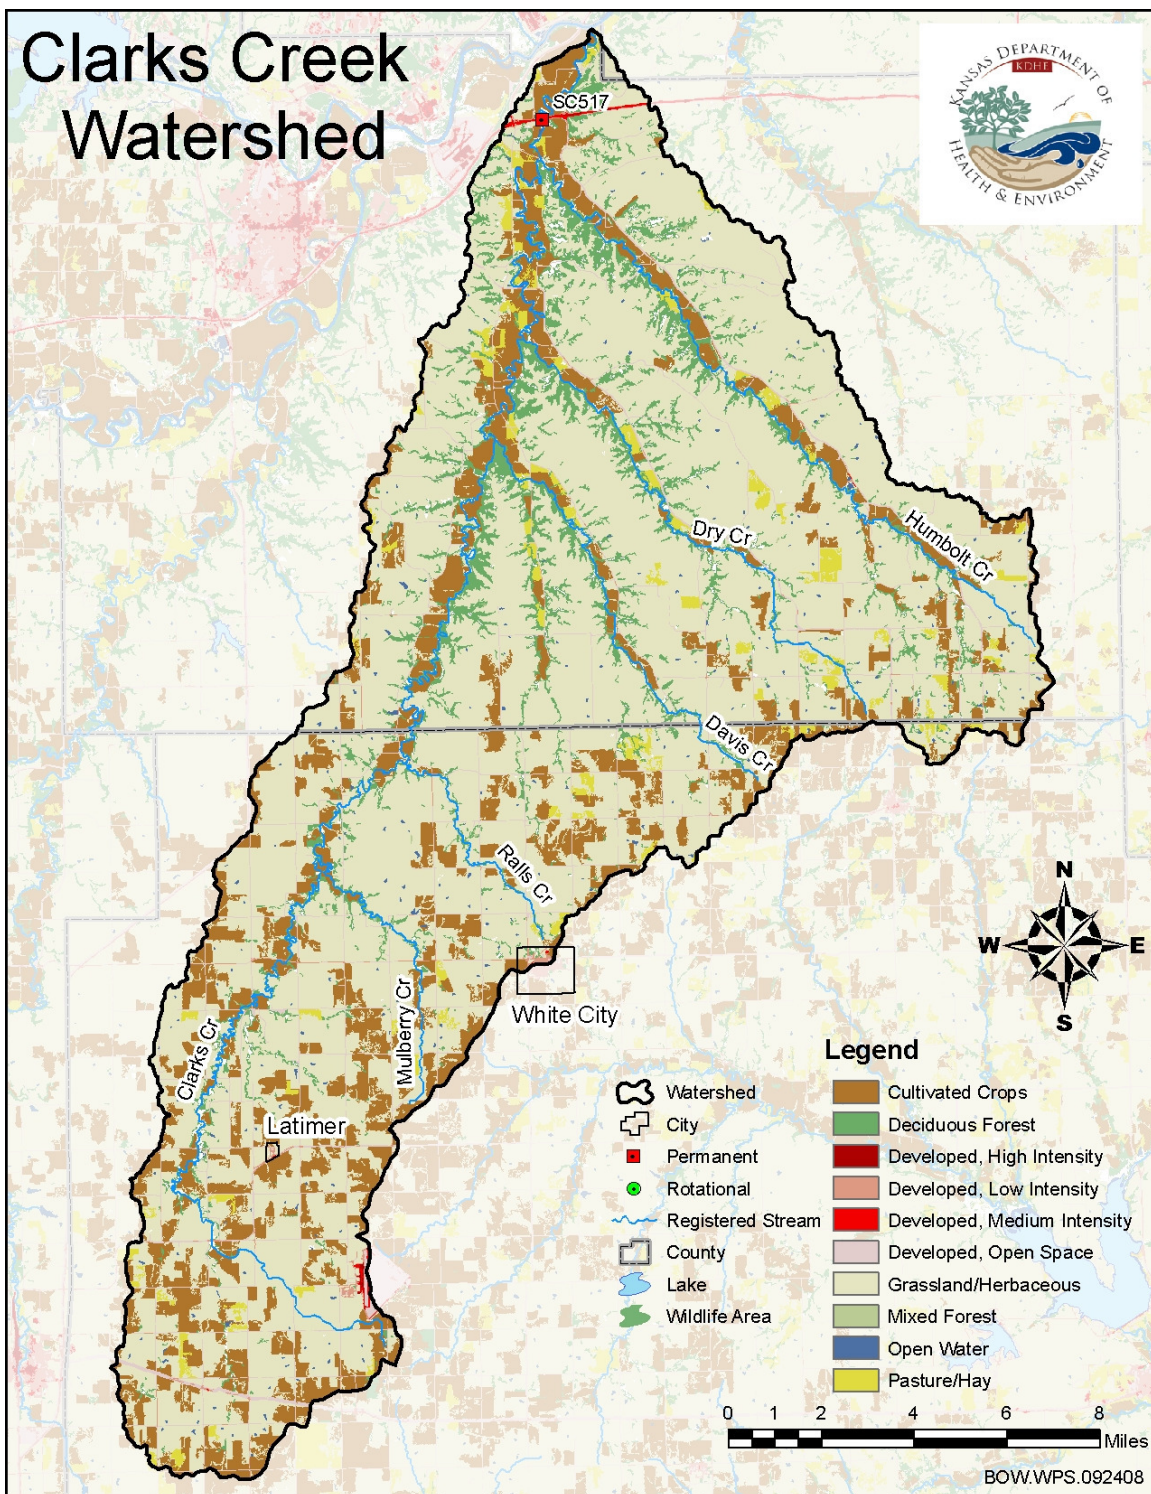 Clarks Creek
Watershed
KANSAS DEPARTMENT OF
KDHE
HEALTH & ENVIRONMENT
SC517
Dry Cr
Humbolt Cr
Davis Cr
Ralls Cr
White City
Mulberry Cr
Clarks Cr
Latimer
N
W
E
S
Legend
Watershed
City
Permanent
Rotational
Registered Stream
County
Lake
Wildlife Area
Cultivated Crops
Deciduous Forest
Developed, High Intensity
Developed, Low Intensity
Developed, Medium Intensity
Developed, Open Space
Grassland/Herbaceous
Mixed Forest
Open Water
Pasture/Hay
0 1 2 4 6 8
Miles
BOW.WPS.092408